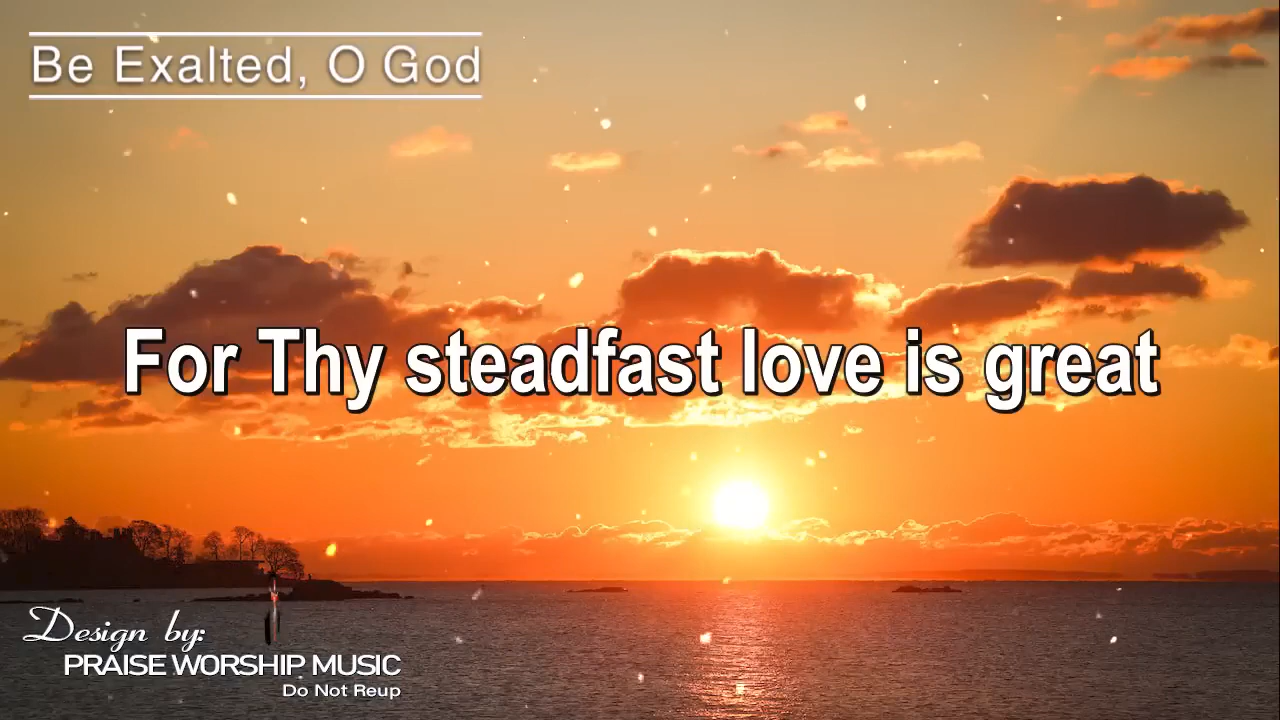 Be Exalted, O God
For Thy steadfast love is great
Design by:
PRAISE WORSHIP MUSIC
Do Not Reup